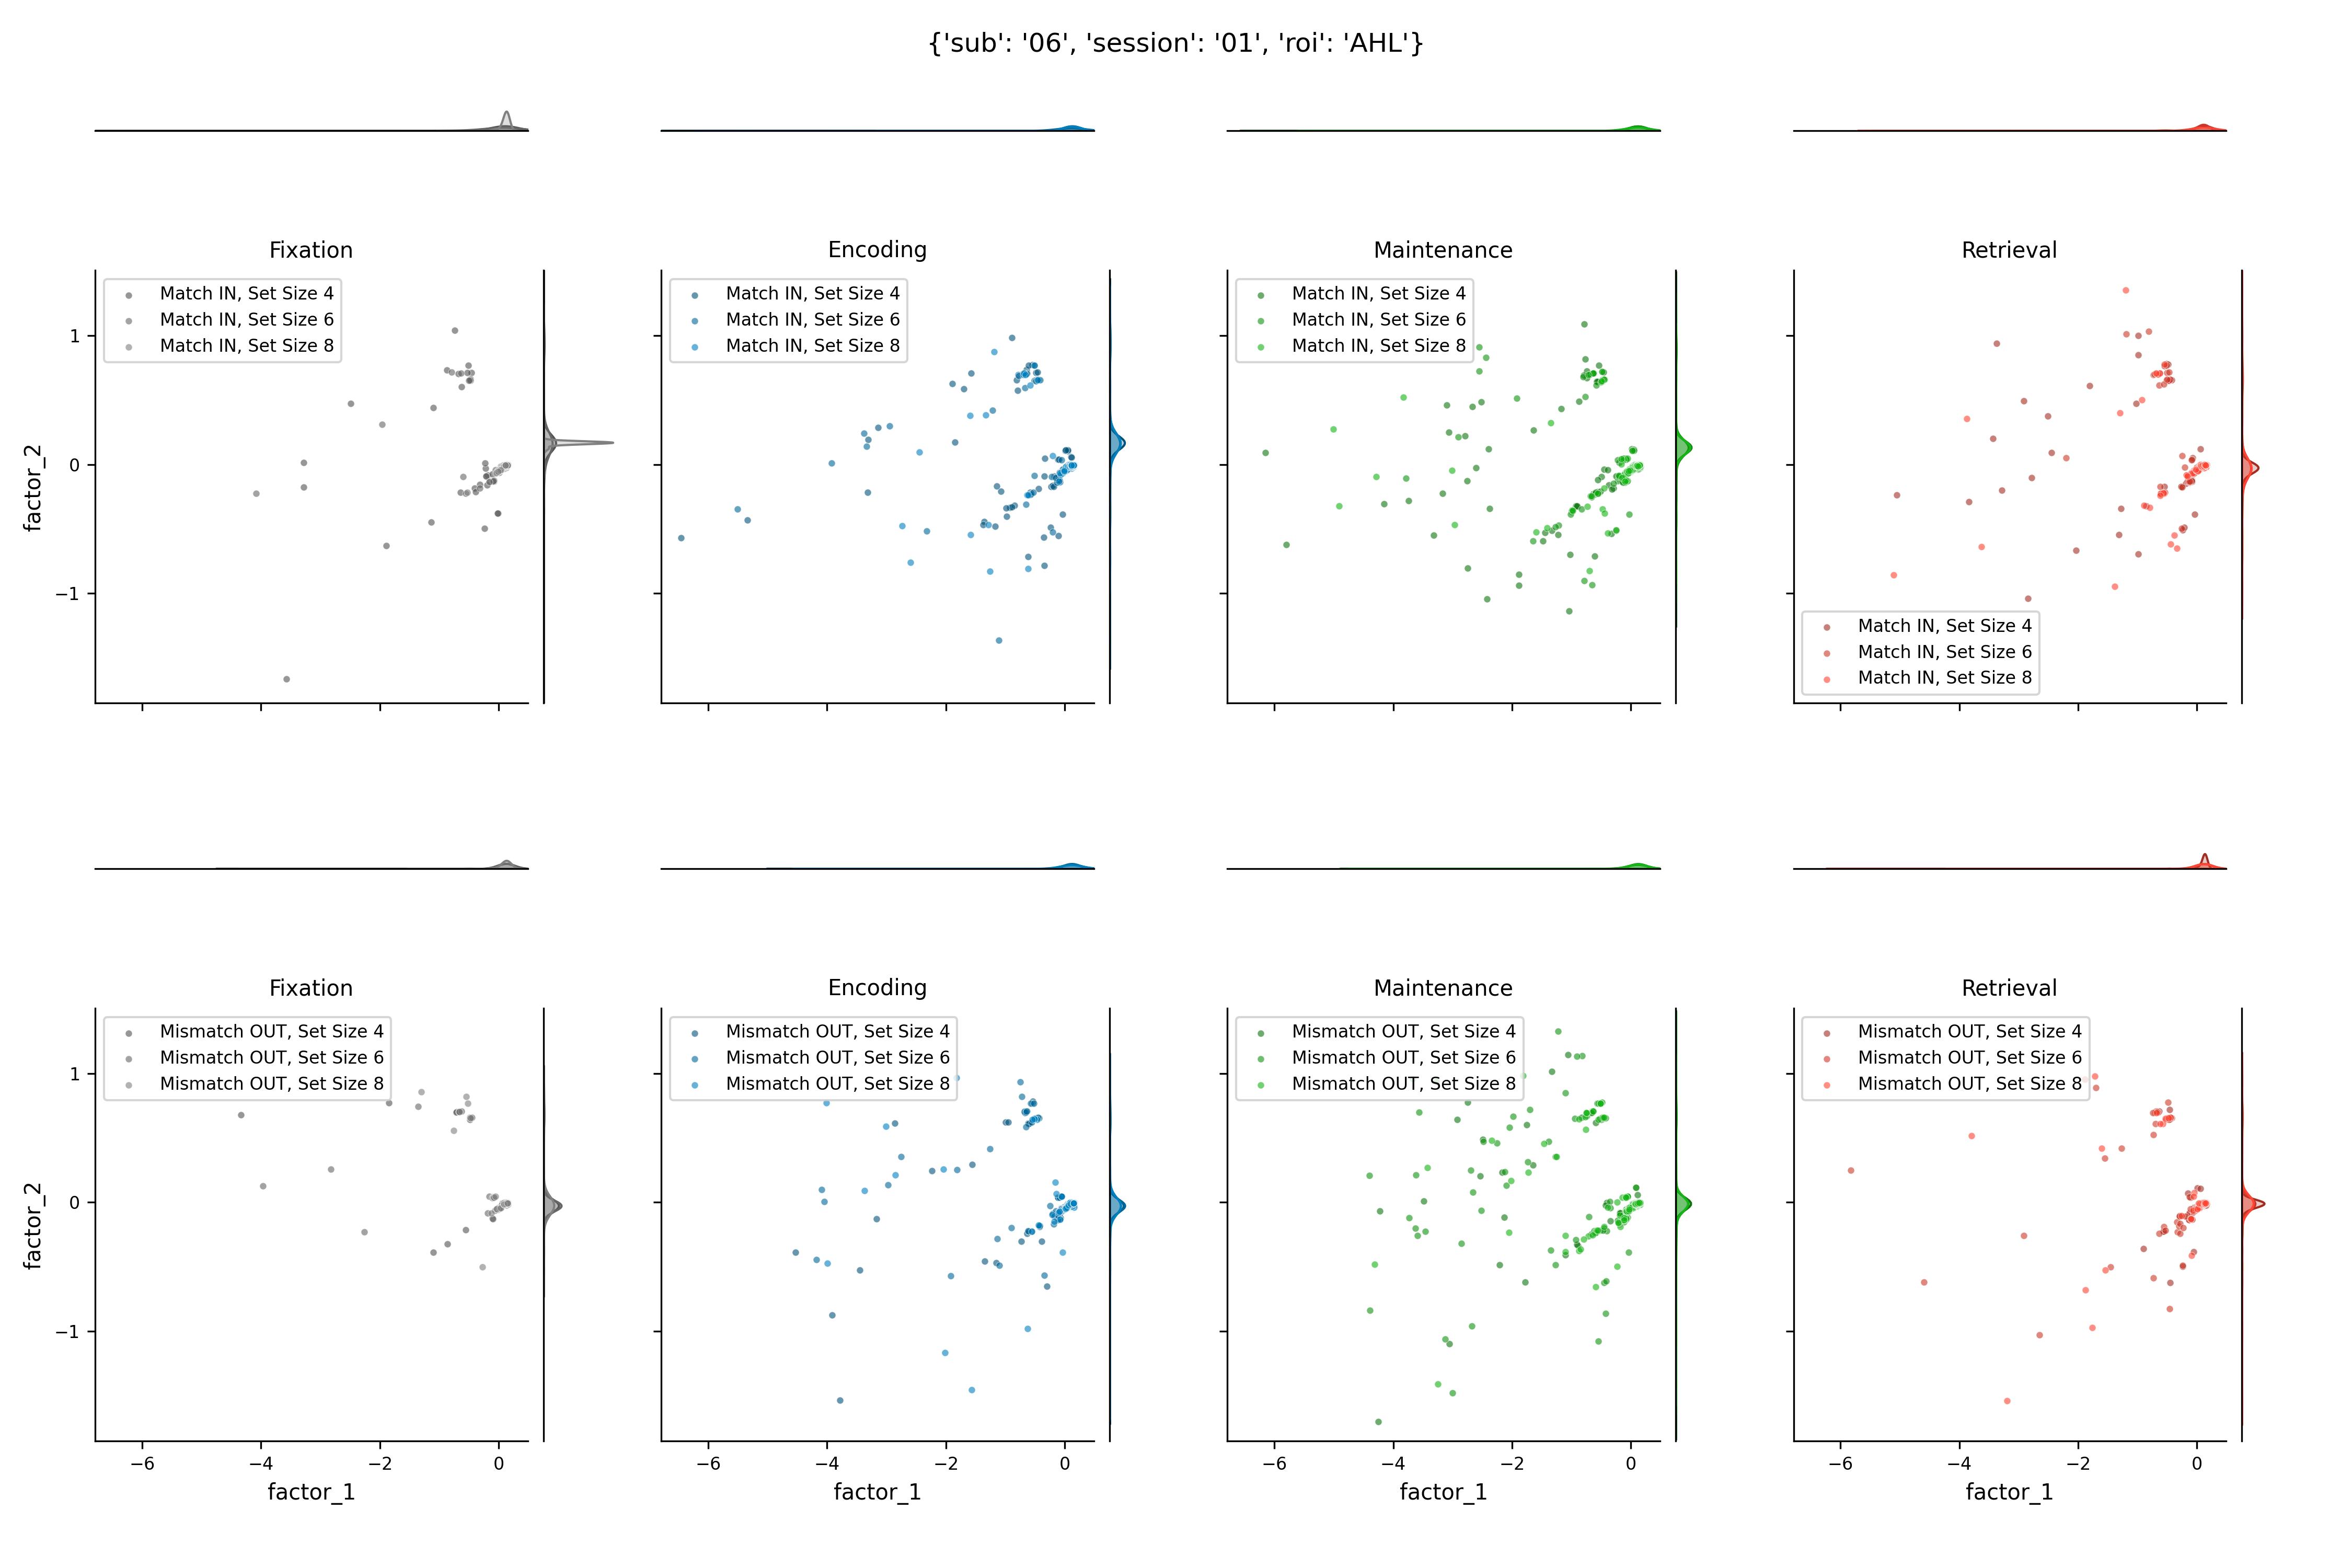 {'sub': '06', 'session': '01', 'roi': 'AHL'}
Fixation
Encoding
Maintenance
Retrieval
Match IN, Set Size 4
Match IN, Set Size 6
Match IN, Set Size 8
Match IN, Set Size 4
Match IN, Set Size 6
Match IN, Set Size 8
Match IN, Set Size 4
Match IN, Set Size 6
Match IN, Set Size 8
Match IN, Set Size 4
Match IN, Set Size 6
Match IN, Set Size 8
1
0
−1
factor_2
Fixation
Encoding
Maintenance
Retrieval
Mismatch OUT, Set Size 4
Mismatch OUT, Set Size 6
Mismatch OUT, Set Size 8
Mismatch OUT, Set Size 4
Mismatch OUT, Set Size 6
Mismatch OUT, Set Size 8
Mismatch OUT, Set Size 4
Mismatch OUT, Set Size 6
Mismatch OUT, Set Size 8
Mismatch OUT, Set Size 4
Mismatch OUT, Set Size 6
Mismatch OUT, Set Size 8
1
0
−1
factor_2
−6 −4 −2 0
−6 −4 −2 0
−6 −4 −2 0
−6 −4 −2 0
factor_1
factor_1
factor_1
factor_1